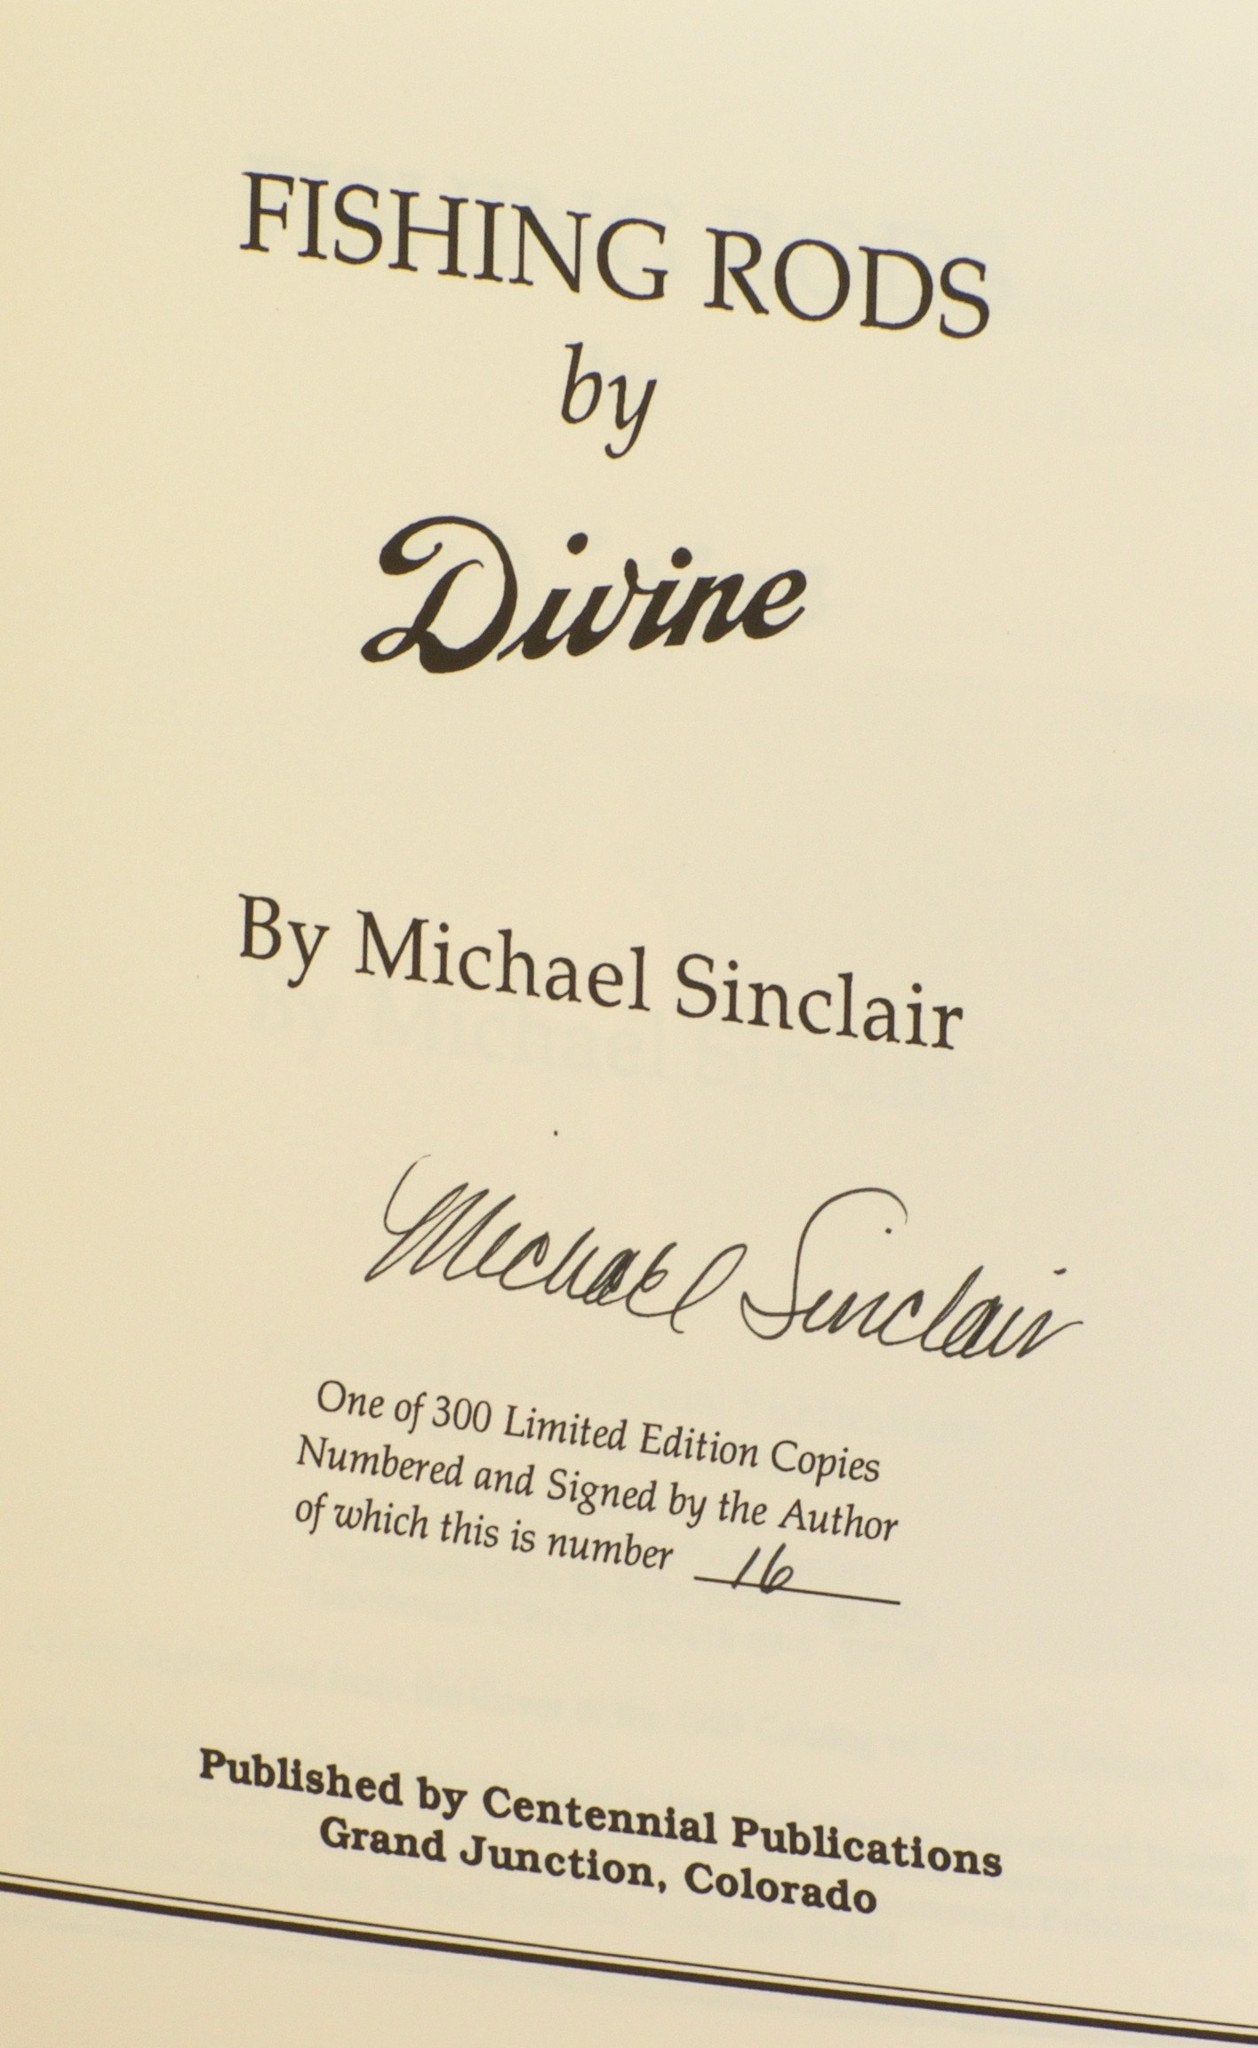 FISHING RODS
by
Divine
By Michael Sinclair
Michael Sinclair
One of 300 Limited Edition Copies
Numbered and Signed by the Author
of which this is number 16
Published by Centennial Publications
Grand Junction, Colorado